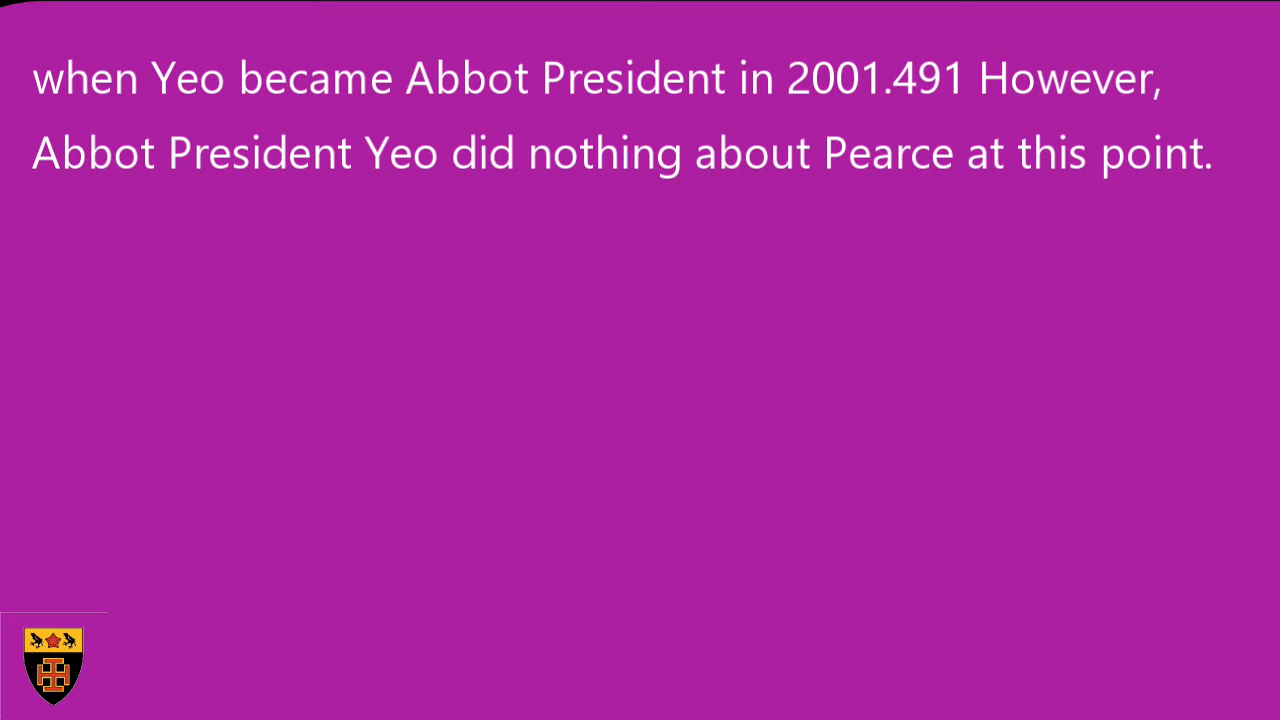 when Yeo became Abbot President in 2001.491 However,
Abbot President Yeo did nothing about Pearce at this point.